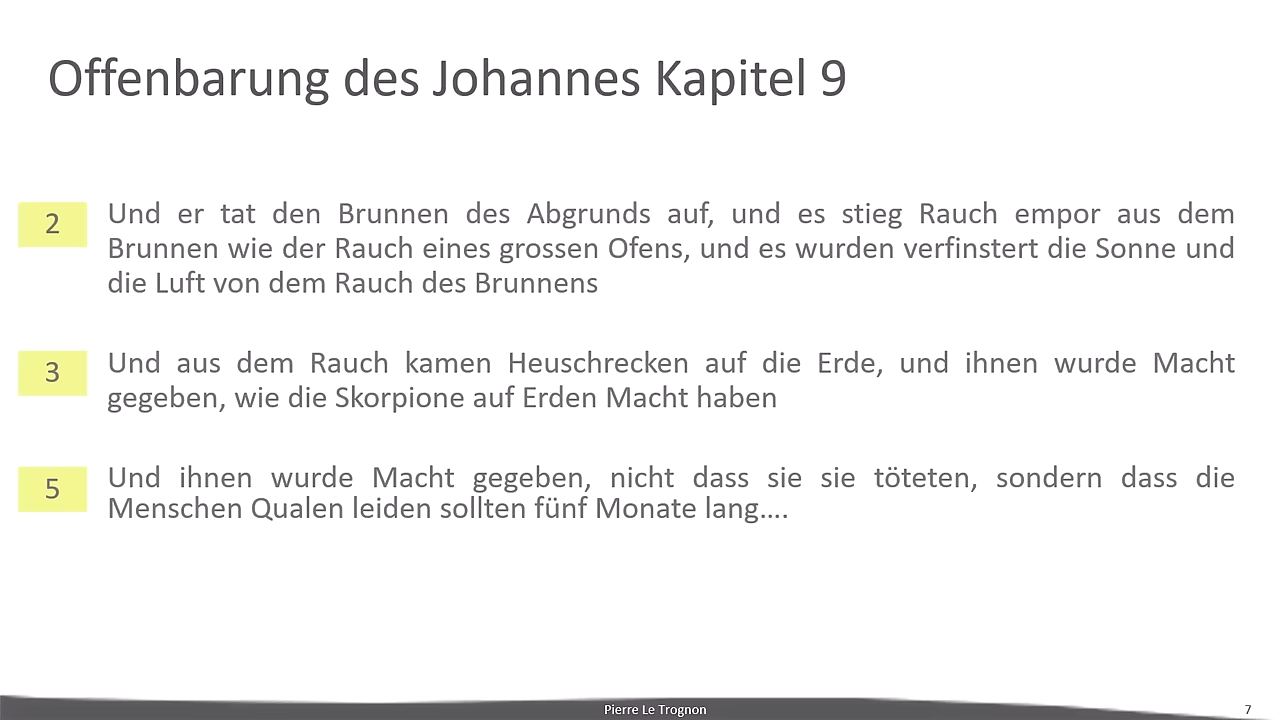 Offenbarung des Johannes Kapitel 9
2
Und er tat den Brunnen des Abgrunds auf, und es stieg Rauch empor aus dem
Brunnen wie der Rauch eines grossen Ofens, und es wurden verfinstert die Sonne und
die Luft von dem Rauch des Brunnens
3
Und aus dem Rauch kamen Heuschrecken auf die Erde, und ihnen wurde Macht
gegeben, wie die Skorpione auf Erden Macht haben
5
Und ihnen wurde Macht gegeben, nicht dass sie sie töteten, sondern dass die
Menschen Qualen leiden sollten fünf Monate lang….
Pierre Le Trognon
7